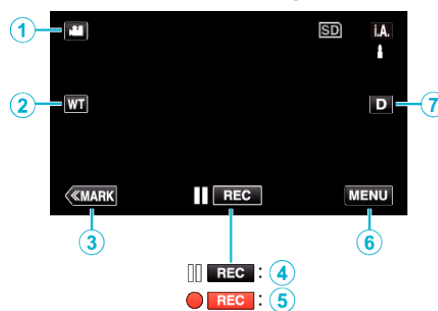 1 SD i.A.
2 WT D 7
≪MARK REC MENU
3 6
REC : 4
REC : 5